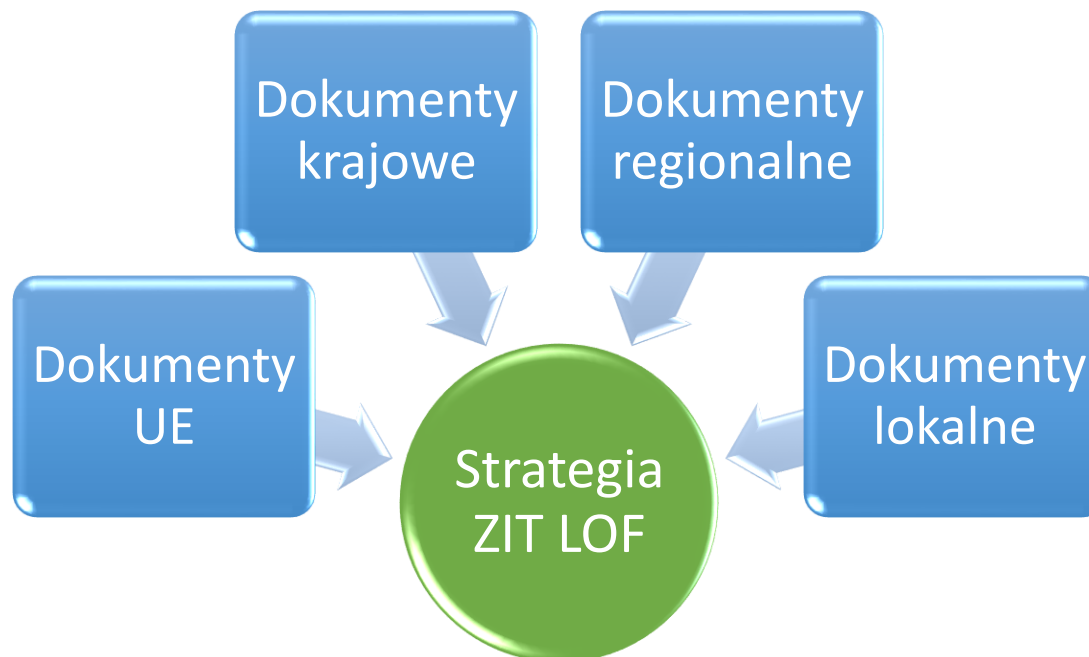 Dokumenty
krajowe
Dokumenty
regionalne
Dokumenty
UE
Dokumenty
lokalne
Strategia
ZIT LOF